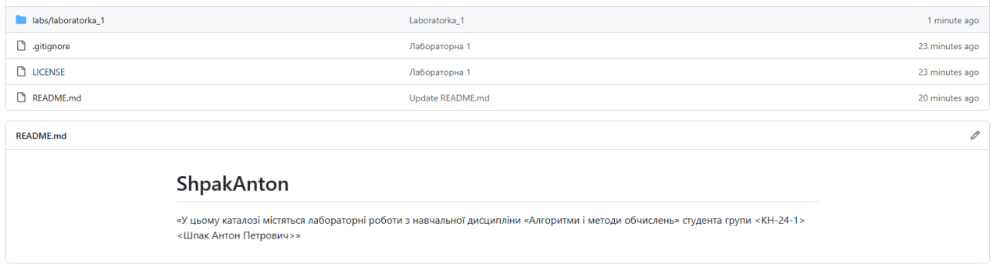 labs/laboratorka_1 Laboratorka_1 1 minute ago
.gitignore Лабораторна 1 23 minutes ago
LICENSE Лабораторна 1 23 minutes ago
README.md Update README.md 20 minutes ago
README.md
ShpakAnton
«У цьому каталозі містяться лабораторні роботи з навчальної дисципліни «Алгоритми і методи обчислень» студента групи <КН-24-1>
<Шпак Антон Петрович>»